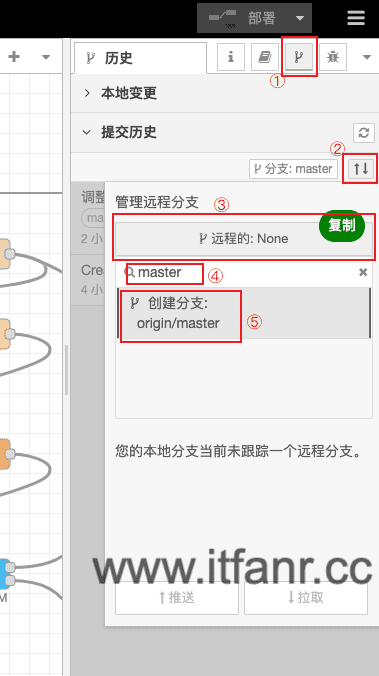 部署
历史
①
本地变更
提交历史
②
分支: master
调整
管理远程分支
③
复制
远程的: None
2 小
master
④
Crea
4 小
创建分支:
origin/master
⑤
您的本地分支当前未跟踪一个远程分支。
www.itfanr.cc
推送
拉取
M